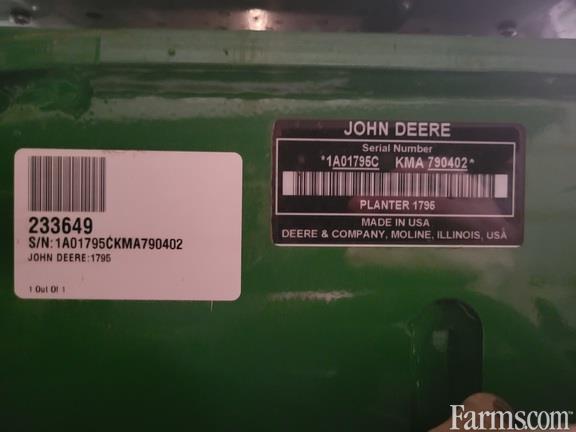 233649
S/N:1A01795CKMA790402
JOHN DEERE:1795
1 Out Of 1
JOHN DEERE
Serial Number
*1A01795C KMA 790402*
PLANTER 1795
MADE IN USA
DEERE & COMPANY, MOLINE, ILLINOIS, USA
Farms.com